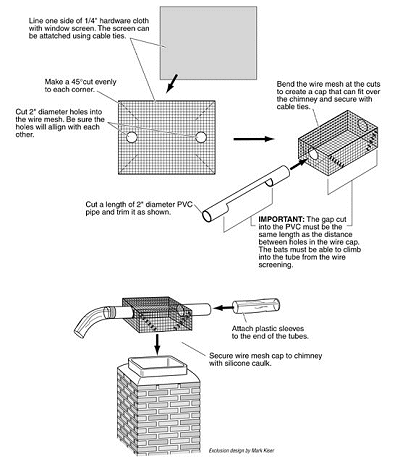 Line one side of 1/4" hardware cloth
with window screen. The screen
can be attatched using cable ties.
Make a 45°cut evenly
to each corner.
Cut 2" diameter holes into
the wire mesh. Be sure the
holes will allign with each
other.
Bend the wire mesh at the cuts
to create a cap that can fit over
the chimney and secure with
cable ties.
Cut a length of 2" diameter PVC
pipe and trim it as shown.
IMPORTANT: The gap cut
into the PVC must be the
same length as the distance
between holes in the wire cap.
The bats must be able to climb
into the tube from the wire
screening.
Attach plastic sleeves
to the end of the tubes.
Secure wire mesh cap to chimney
with silicone caulk.
Exclusion design by Mark Kiser